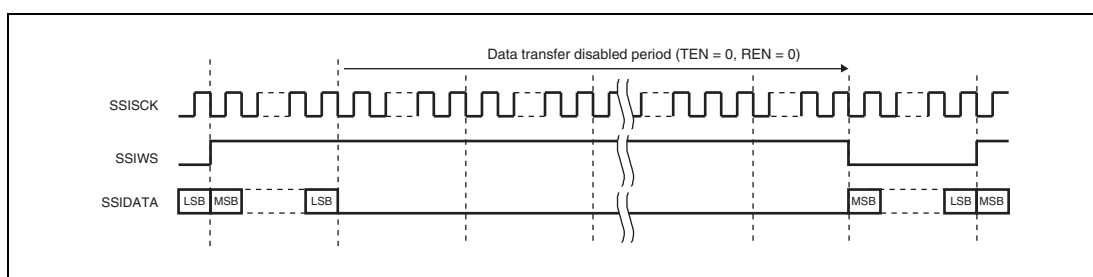 Data transfer disabled period (TEN = 0, REN = 0)
SSISCK
SSIWS
SSIDATA LSB MSB LSB MSB LSB MSB